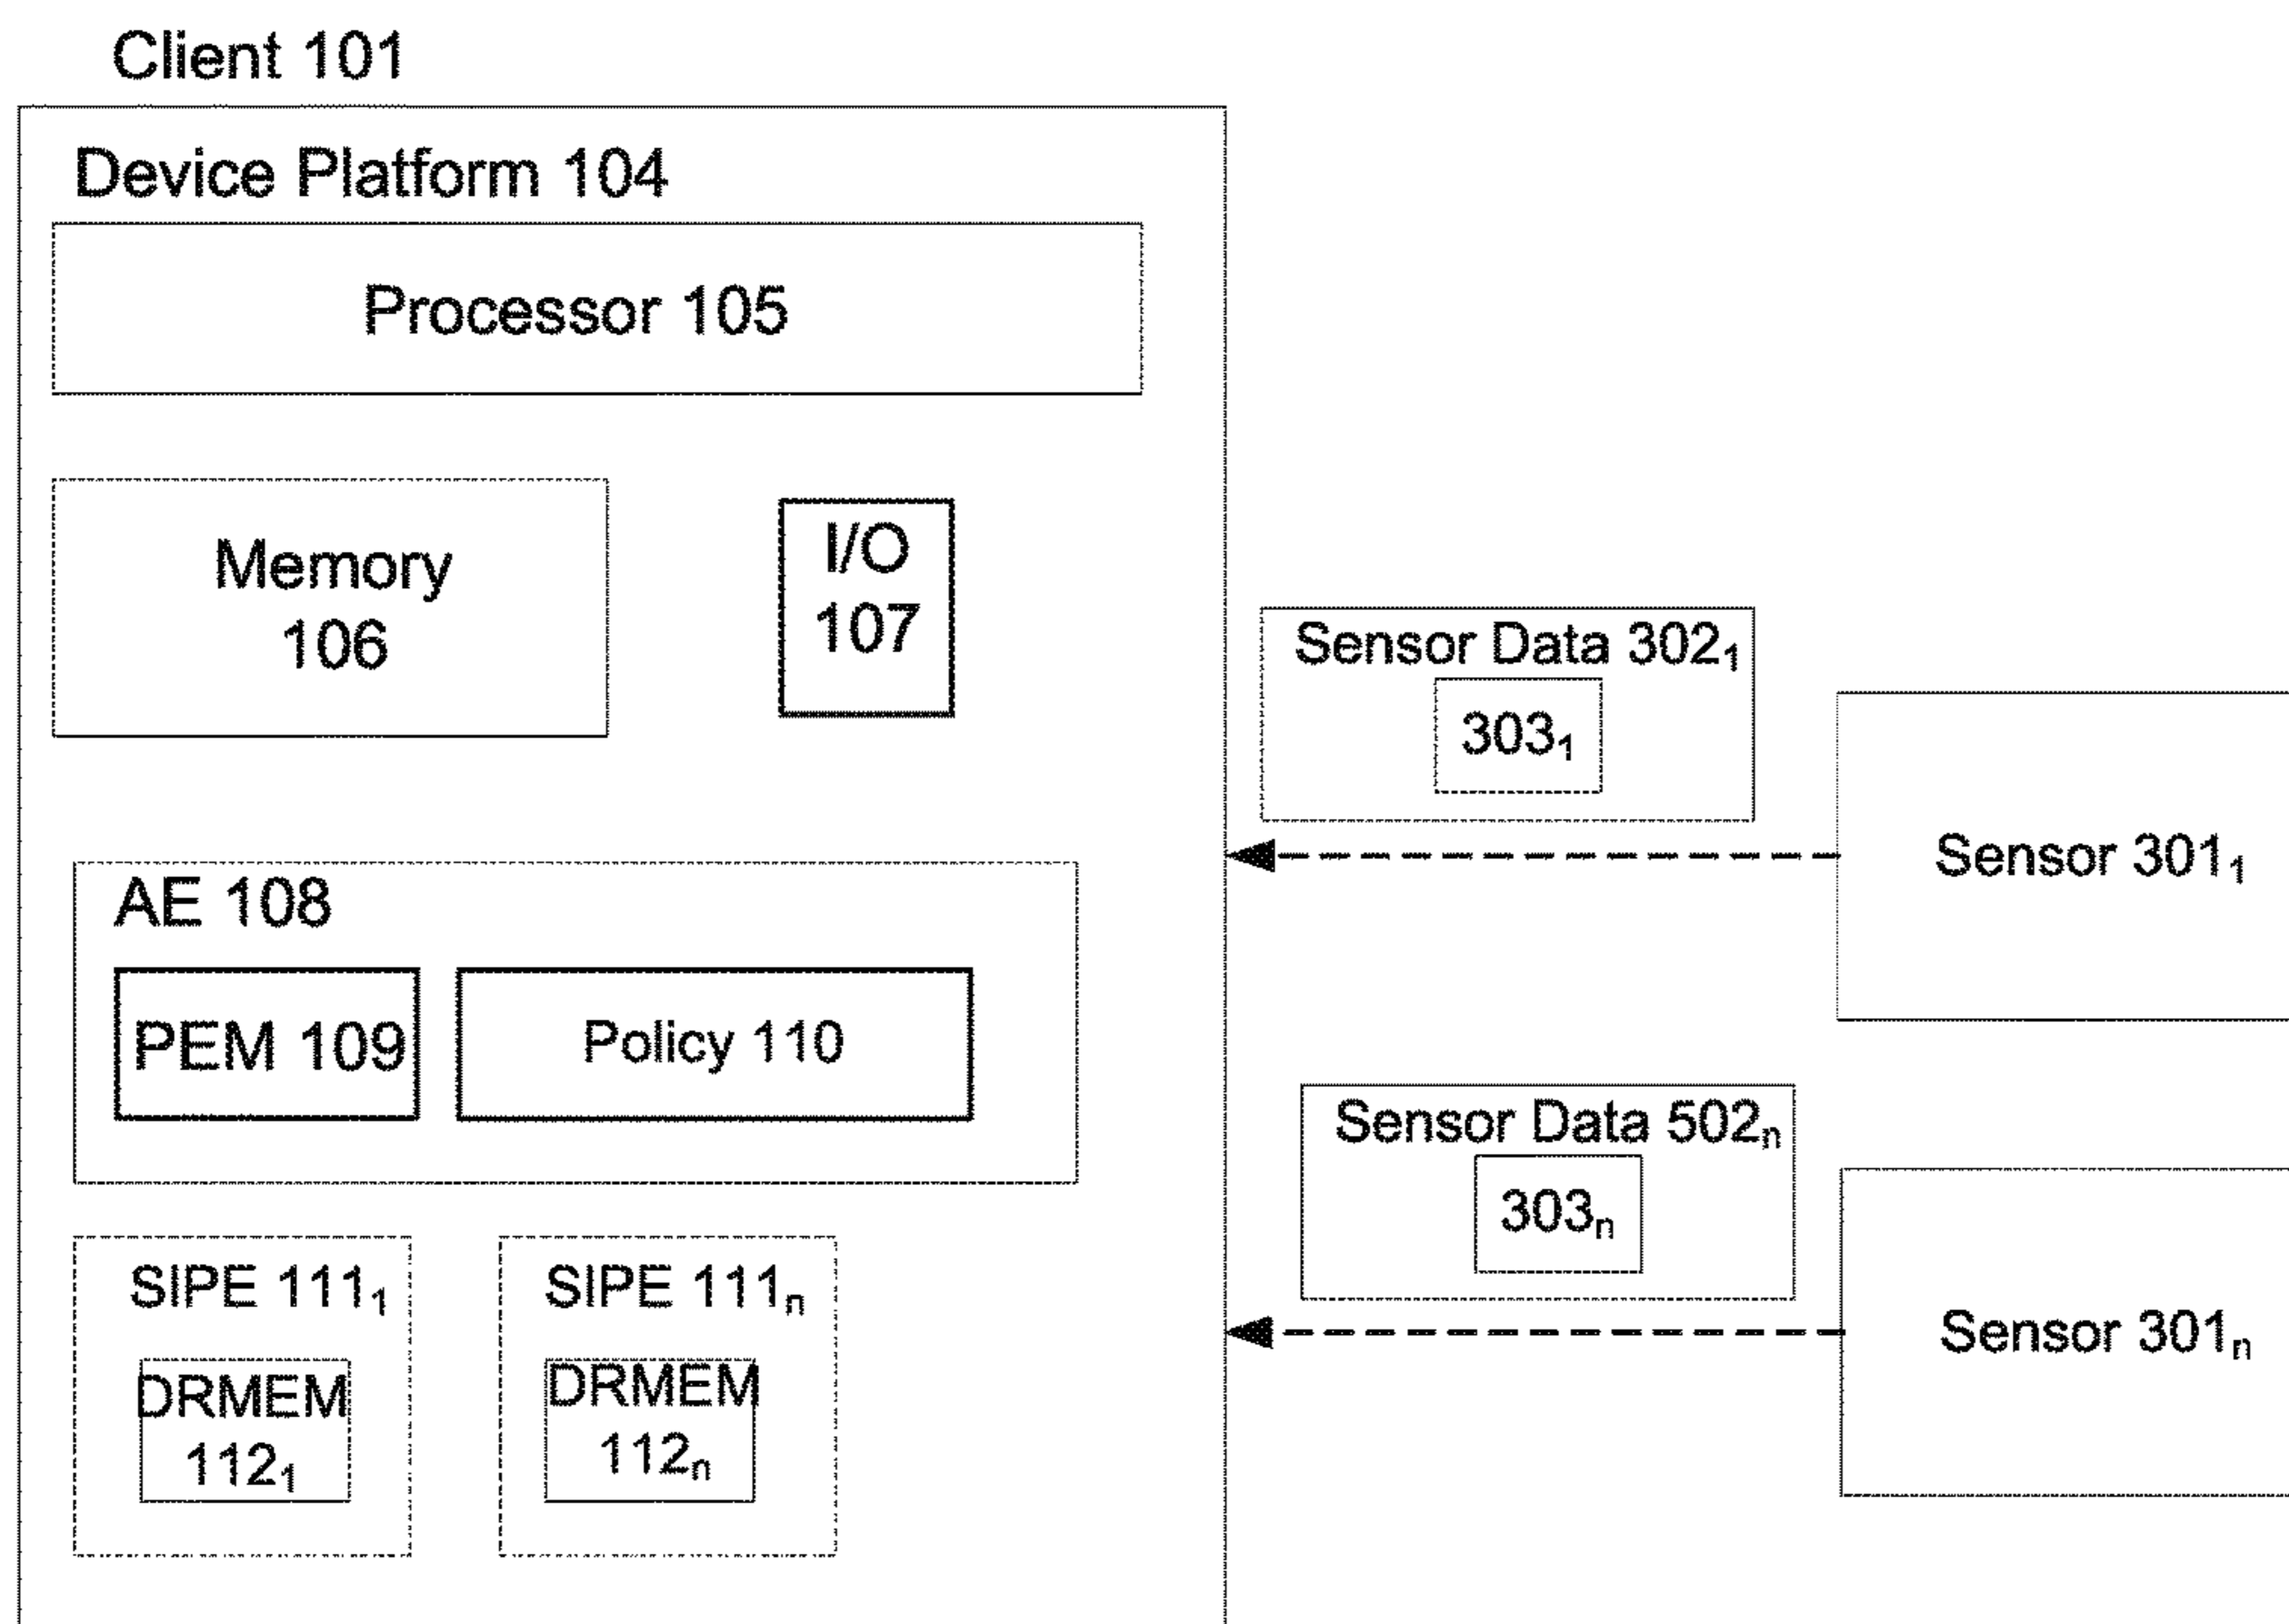 Client 101
Device Platform 104
Processor 105
Memory
106
I/O
107
Sensor Data 302₁
303₁
Sensor 301₁
AE 108
PEM 109
Policy 110
Sensor Data 502ₙ
303ₙ
Sensor 301ₙ
SIPE 111₁
DRMEM
112₁
SIPE 111ₙ
DRMEM
112ₙ